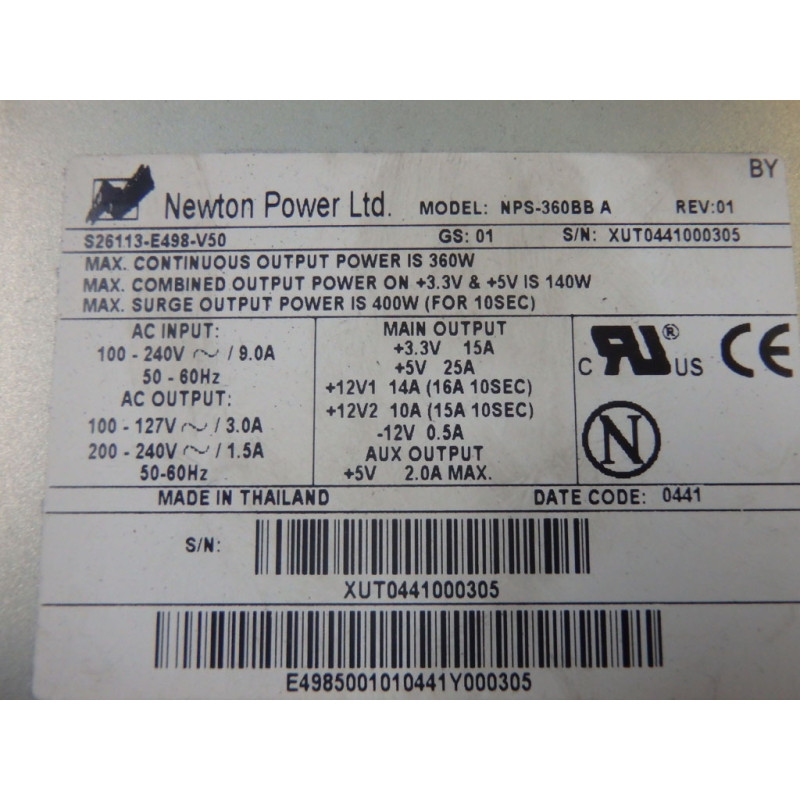 BY
Newton Power Ltd. MODEL: NPS-360BB A REV:01
S26113-E498-V50 GS: 01 S/N: XUT0441000305
MAX. CONTINUOUS OUTPUT POWER IS 360W
MAX. COMBINED OUTPUT POWER ON +3.3V & +5V IS 140W
MAX. SURGE OUTPUT POWER IS 400W (FOR 10SEC)
AC INPUT:
100 - 240V ~ / 9.0A
50 - 60Hz
AC OUTPUT:
100 - 127V ~ / 3.0A
200 - 240V ~ / 1.5A
50-60Hz
MAIN OUTPUT
+3.3V 15A
+5V 25A
+12V1 14A (16A 10SEC)
+12V2 10A (15A 10SEC)
-12V 0.5A
AUX OUTPUT
+5V 2.0A MAX.
C RU ® US CE
N
MADE IN THAILAND DATE CODE: 0441
S/N:
XUT0441000305
E4985001010441Y000305